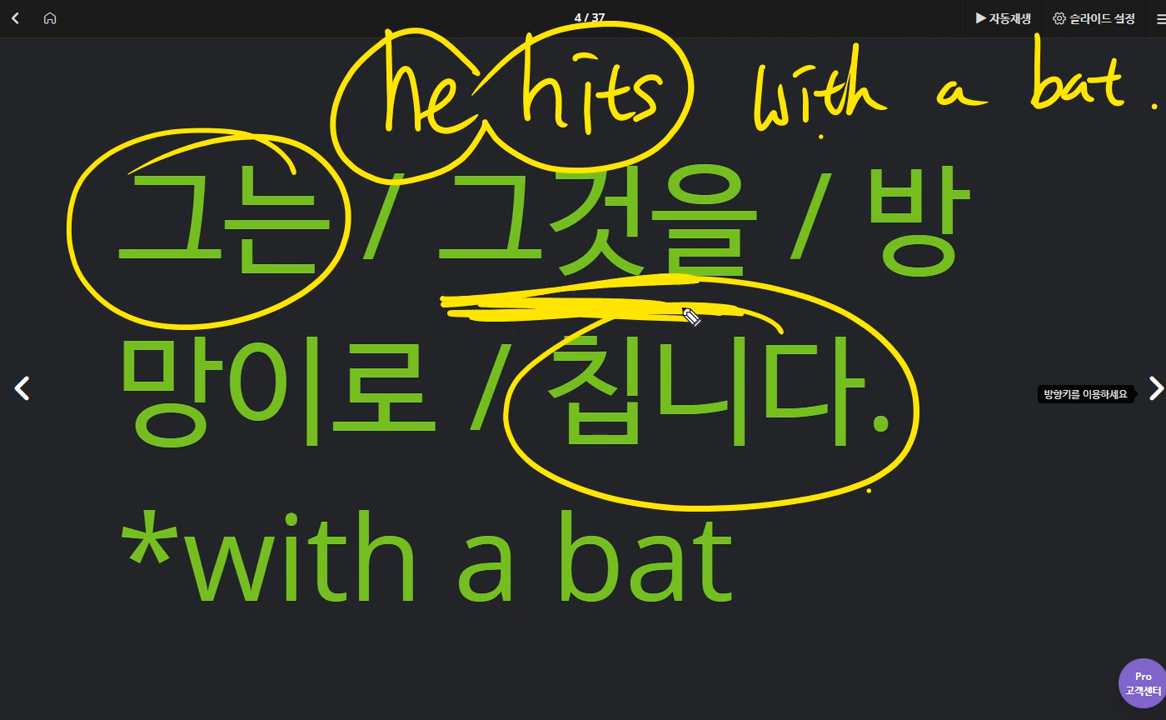 4 / 37
▶ 자동재생
슬라이드 설정
he hits with a bat.
그는 / 그것을 / 방
망이로 / 칩니다.
방향키를 이용하세요
*with a bat
Pro
고객센터